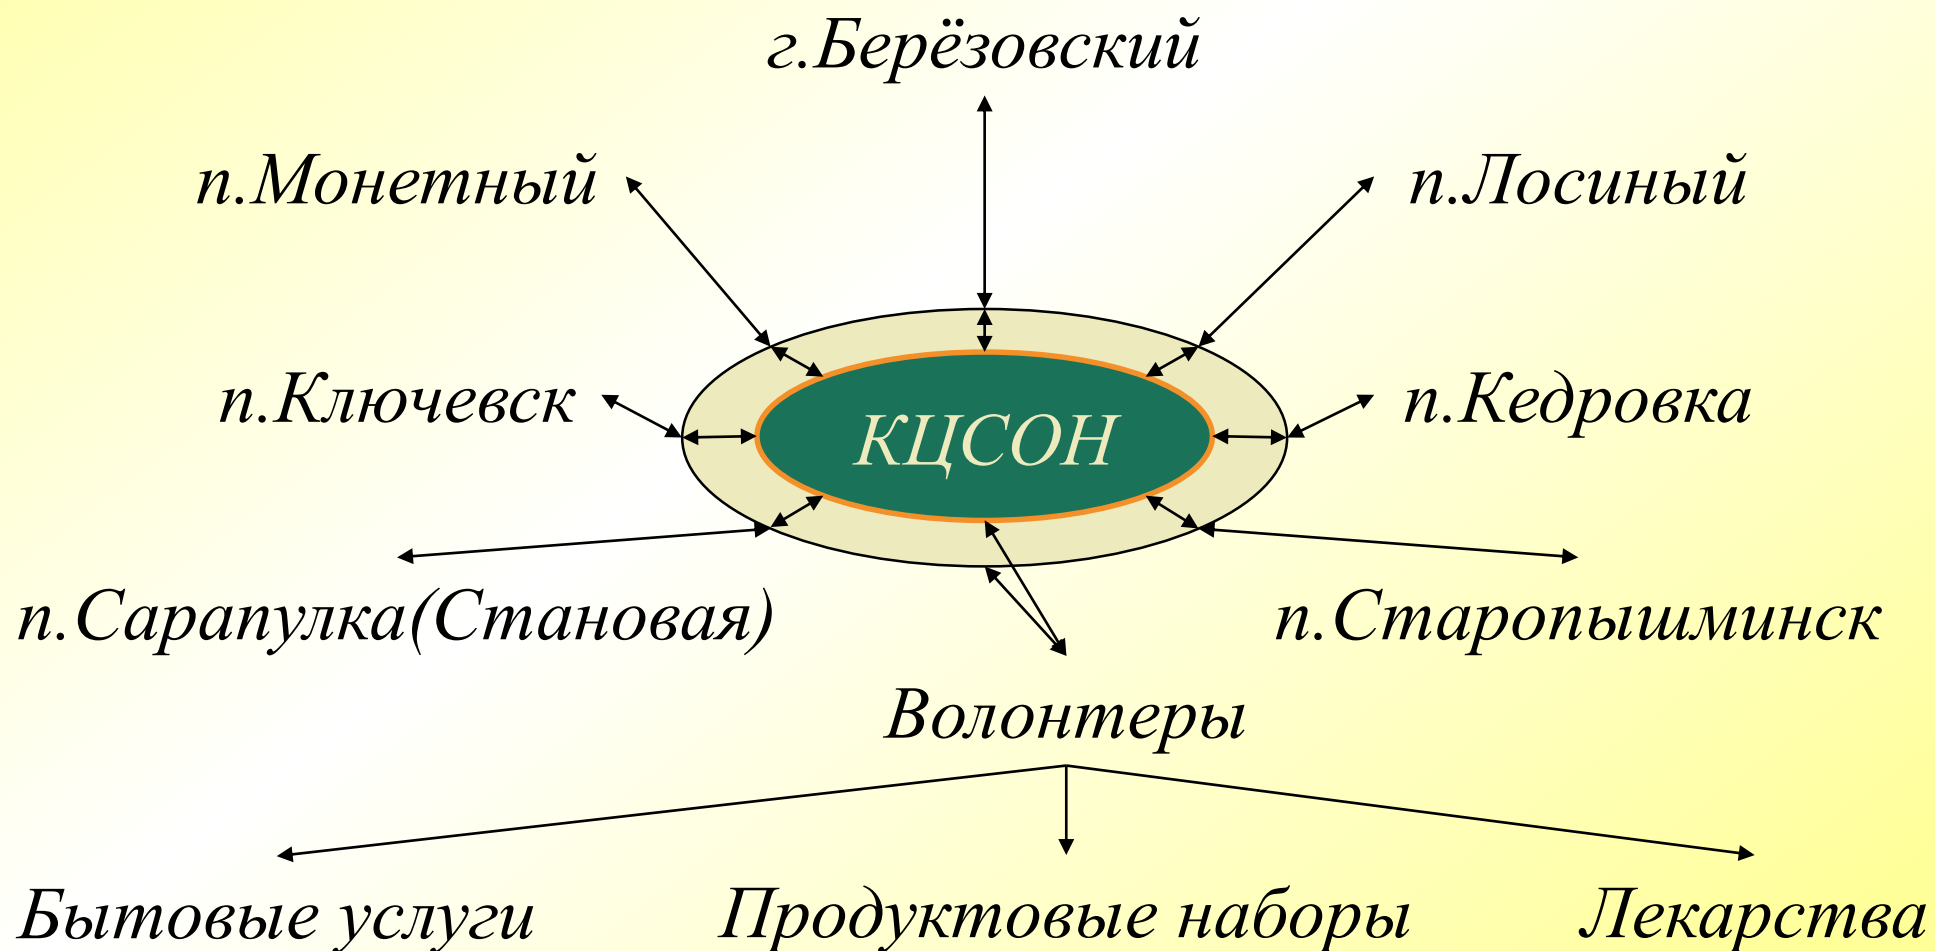 г.Берёзовский
п.Монетный
п.Лосиный
п.Ключевск
КЦСОН
п.Кедровка
п.Сарапулка(Становая)
п.Старопышминск
Волонтеры
Бытовые услуги
Продуктовые наборы
Лекарства